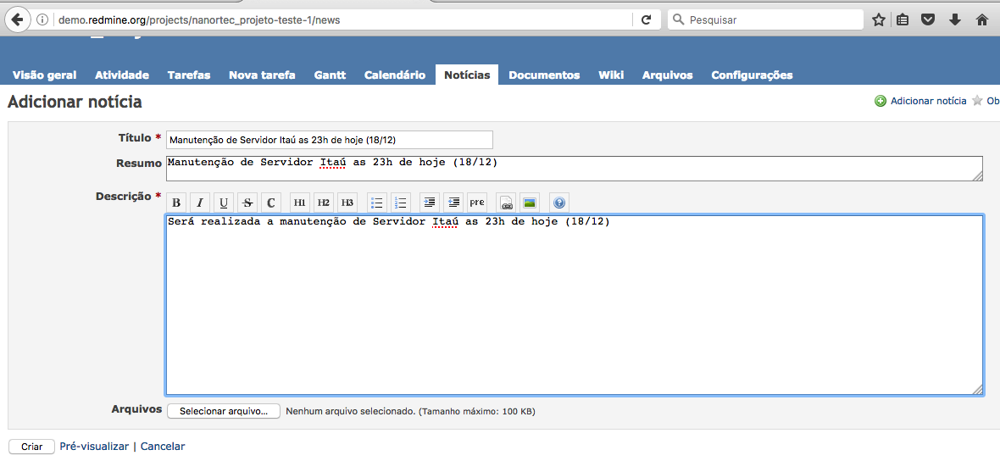 demo.redmine.org/projects/nanortec_projeto-teste-1/news
Pesquisar
Visão geral Atividade Tarefas Nova tarefa Gantt Calendário Notícias Documentos Wiki Arquivos Configurações
Adicionar notícia
Adicionar notícia Ob
Título * Manutenção de Servidor Itaú as 23h de hoje (18/12)
Resumo Manutenção de Servidor Itaú as 23h de hoje (18/12)
Descrição * B I U S C H1 H2 H3 1 2 3 pre ?
Será realizada a manutenção de Servidor Itaú as 23h de hoje (18/12)
Arquivos Selecionar arquivo... Nenhum arquivo selecionado. (Tamanho máximo: 100 KB)
Criar Pré-visualizar | Cancelar